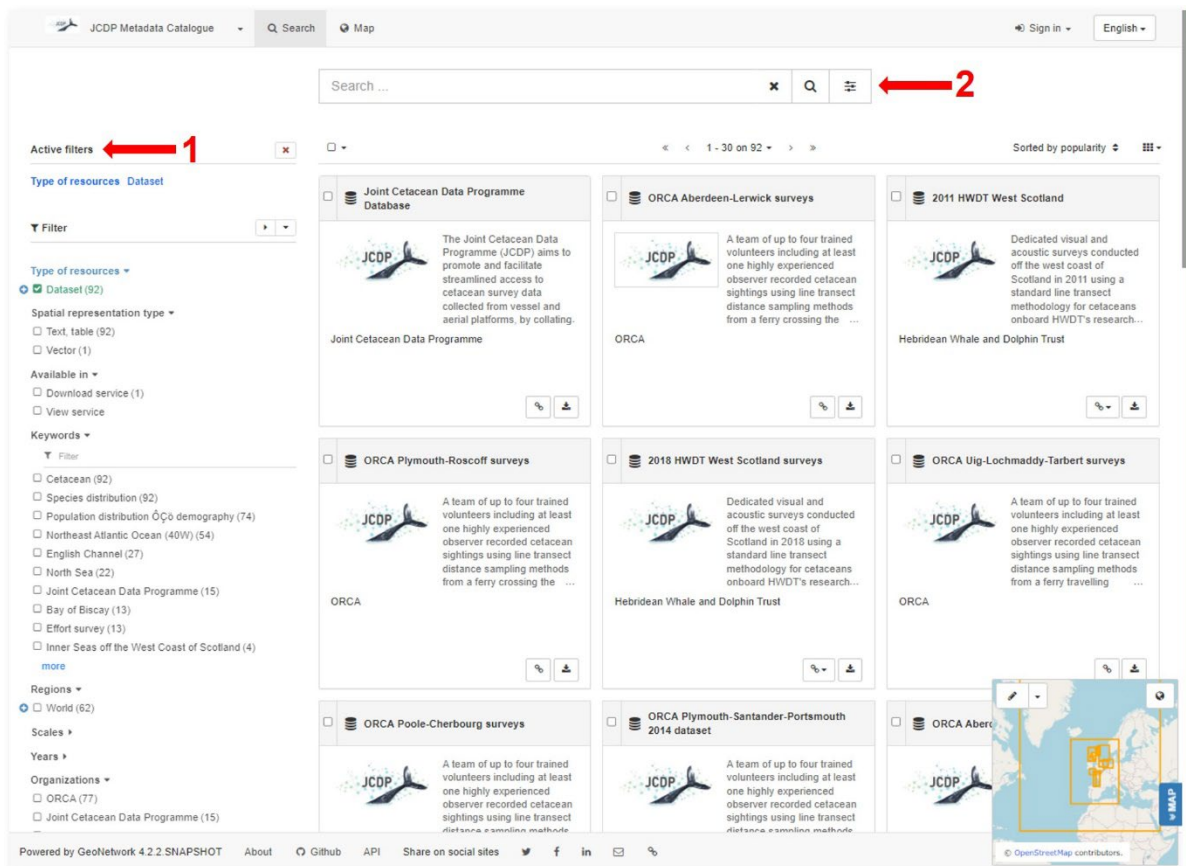 JCDP Metadata Catalogue
Search
Map
Sign in
English
Search ...
2
Active filters
1
1 - 30 on 92
Sorted by popularity
Type of resources Dataset
Filter
Type of resources
Dataset (92)
Spatial representation type
Text, table (92)
Vector (1)
Available in
Download service (1)
View service
Keywords
Filter
Cetacean (92)
Species distribution (92)
Population distribution ÔÇö demography (74)
Northeast Atlantic Ocean (40W) (54)
English Channel (27)
North Sea (22)
Joint Cetacean Data Programme (15)
Bay of Biscay (13)
Effort survey (13)
Inner Seas off the West Coast of Scotland (4)
more
Regions
World (62)
Scales
Years
Organizations
ORCA (77)
Joint Cetacean Data Programme (15)
Joint Cetacean Data Programme
Database
JCDP
The Joint Cetacean Data
Programme (JCDP) aims to
promote and facilitate
streamlined access to
cetacean survey data
collected from vessel and
aerial platforms, by collating.
Joint Cetacean Data Programme
ORCA Aberdeen-Lerwick surveys
JCDP
A team of up to four trained
volunteers including at least
one highly experienced
observer recorded cetacean
sightings using line transect
distance sampling methods
from a ferry crossing the ...
ORCA
2011 HWDT West Scotland
JCDP
Dedicated visual and
acoustic surveys conducted
off the west coast of
Scotland in 2011 using a
standard line transect
methodology for cetaceans
onboard HWDT's research...
Hebridean Whale and Dolphin Trust
ORCA Plymouth-Roscoff surveys
JCDP
A team of up to four trained
volunteers including at least
one highly experienced
observer recorded cetacean
sightings using line transect
distance sampling methods
from a ferry crossing the ...
ORCA
2018 HWDT West Scotland surveys
JCDP
Dedicated visual and
acoustic surveys conducted
off the west coast of
Scotland in 2018 using a
standard line transect
methodology for cetaceans
onboard HWDT's research...
Hebridean Whale and Dolphin Trust
ORCA Uig-Lochmaddy-Tarbert surveys
JCDP
A team of up to four trained
volunteers including at least
one highly experienced
observer recorded cetacean
sightings using line transect
distance sampling methods
from a ferry travelling ...
ORCA
ORCA Poole-Cherbourg surveys
JCDP
A team of up to four trained
volunteers including at least
one highly experienced
observer recorded cetacean
sightings using line transect
distance sampling methods
ORCA Plymouth-Santander-Portsmouth
2014 dataset
JCDP
A team of up to four trained
volunteers including at least
one highly experienced
observer recorded cetacean
sightings using line transect
distance sampling methods
ORCA
JCDP
MAP
© OpenStreetMap contributors.
Powered by GeoNetwork 4.2.2.SNAPSHOT
About
Github
API
Share on social sites